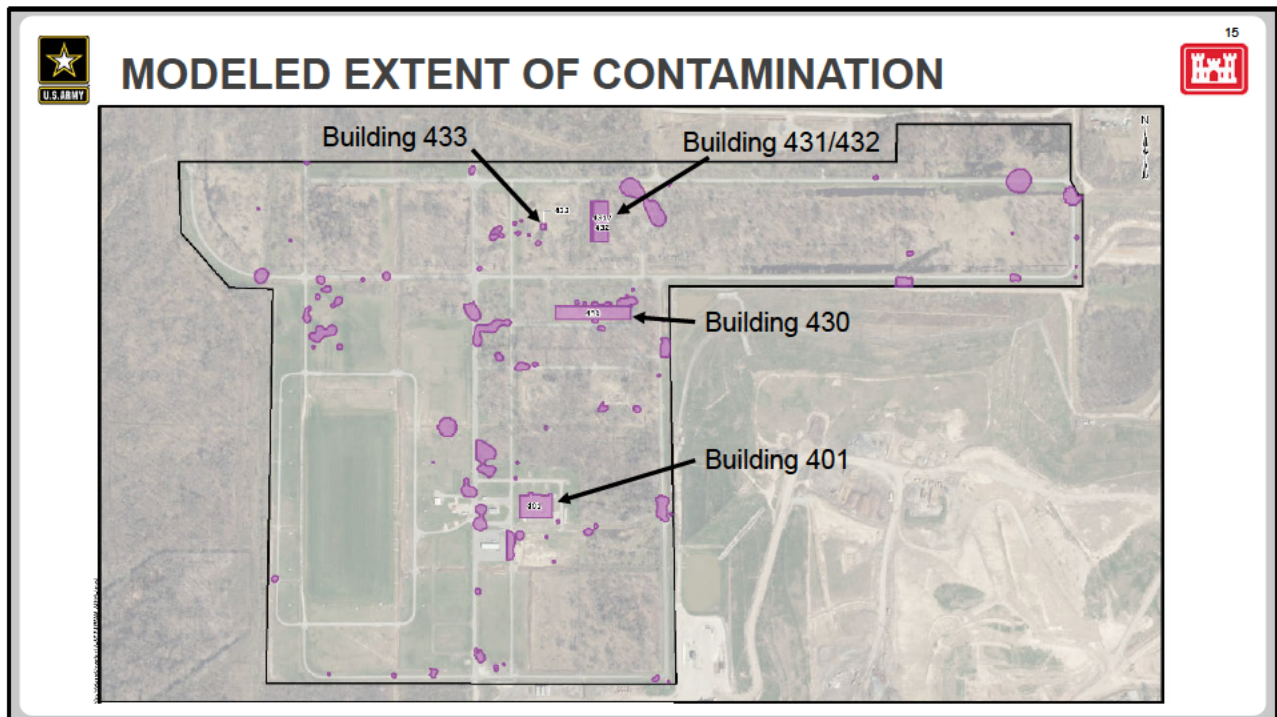 15
U.S. ARMY
MODELED EXTENT OF CONTAMINATION
N
Building 433
Building 431/432
433
431/
432
Building 430
Building 401
401